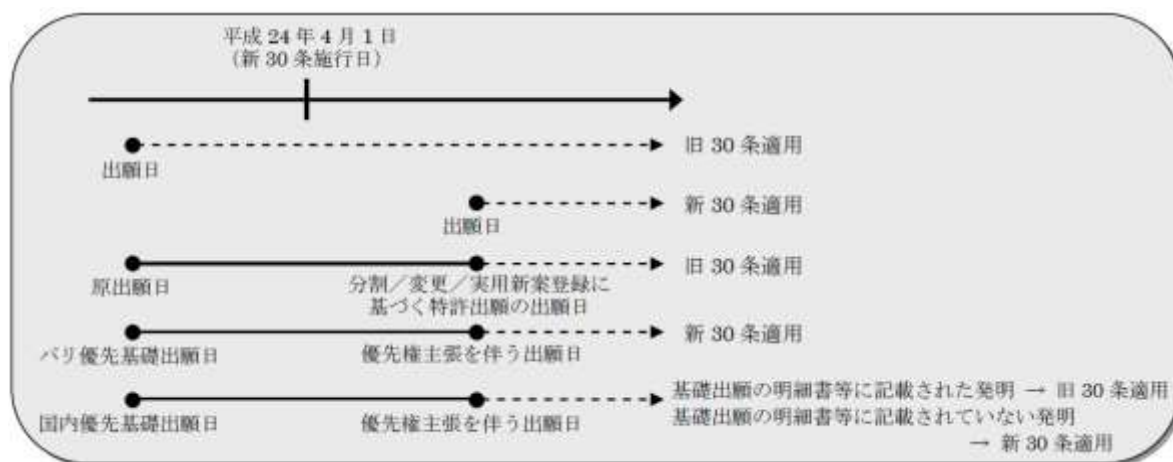 平成 24 年 4 月 1 日
（新 30 条施行日）
旧 30 条適用
出願日
新 30 条適用
出願日
旧 30 条適用
原出願日
分割／変更／実用新案登録に
基づく特許出願の出願日
新 30 条適用
パリ優先基礎出願日
優先権主張を伴う出願日
基礎出願の明細書等に記載された発明 → 旧 30 条適用
国内優先基礎出願日
優先権主張を伴う出願日
基礎出願の明細書等に記載されていない発明
→ 新 30 条適用